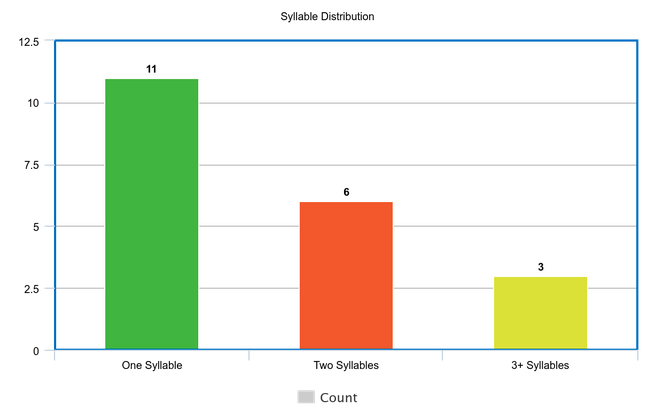 Syllable Distribution
12.5
10
7.5
5
2.5
0
11
6
3
One Syllable
Two Syllables
3+ Syllables
Count